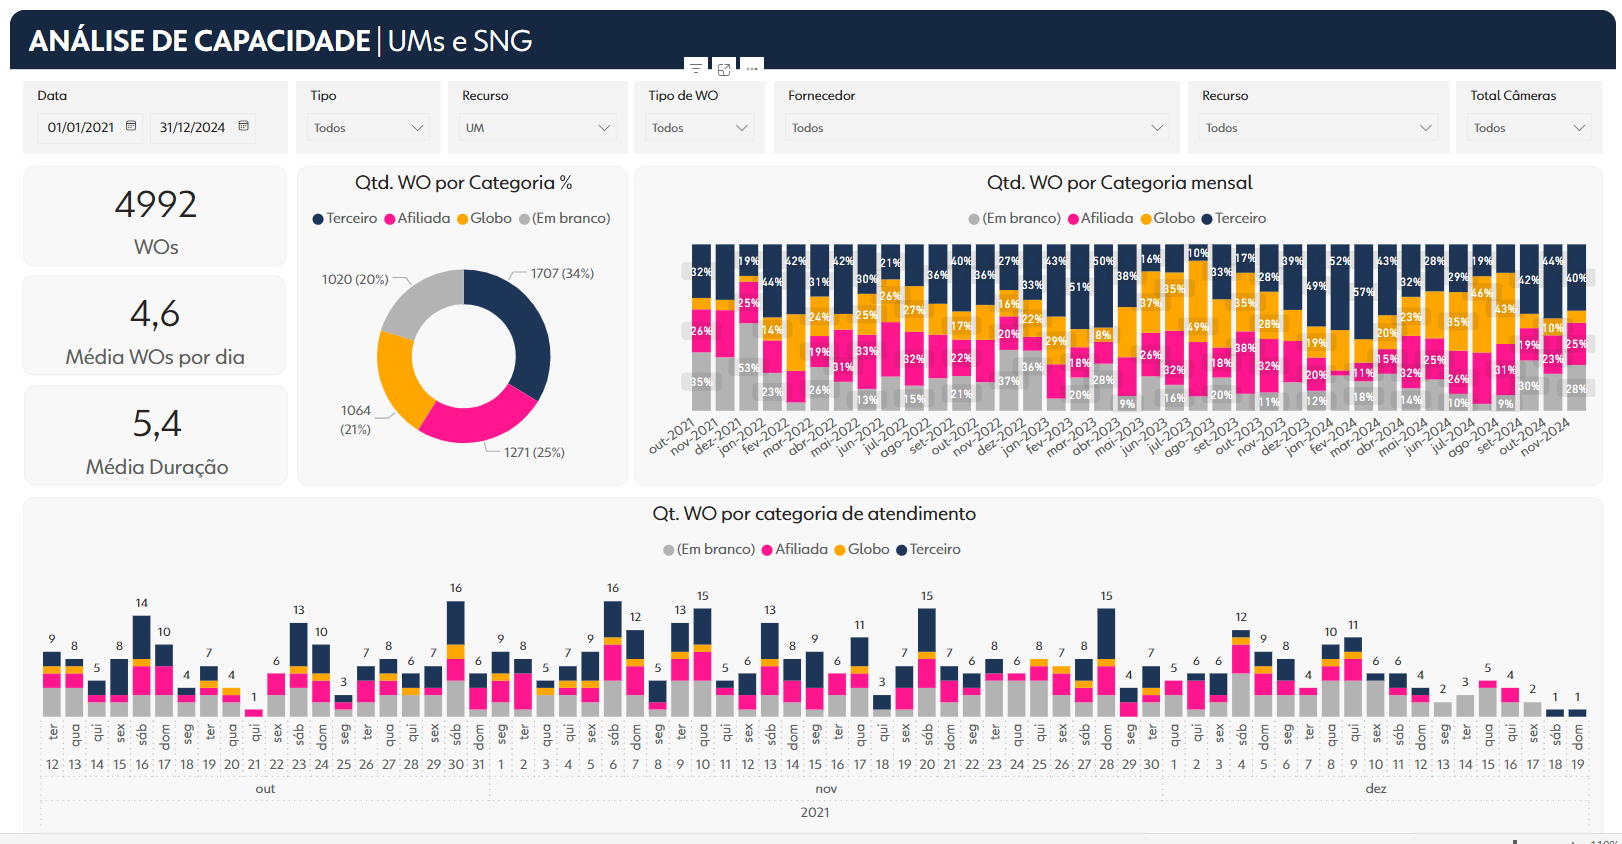 ANÁLISE DE CAPACIDADE | UMs e SNG
Data
01/01/2021 31/12/2024
Tipo
Todos
Recurso
UM
Tipo de WO
Todos
Fornecedor
Todos
Recurso
Todos
Total Câmeras
Todos
4992
WOs
4,6
Média WOs por dia
5,4
Média Duração
Qtd. WO por Categoria %
Terceiro Afiliada Globo (Em branco)
1020 (20%)
1707 (34%)
1064
(21%)
1271 (25%)
Qtd. WO por Categoria mensal
(Em branco) Afiliada Globo Terceiro
32% 19% 44% 42% 31% 42% 30% 21% 36% 40% 36% 27% 33% 43% 51% 50% 38% 16% 10% 33% 17% 28% 39% 49% 52% 57% 43% 32% 28% 29% 19% 42% 44% 40%
14% 24% 25% 26% 27% 17% 16% 22% 29% 8% 37% 35% 49% 35% 28% 19% 20% 23% 35% 46% 43% 10%
26% 25% 19% 31% 33% 32% 22% 20% 18% 26% 32% 18% 38% 32% 20% 11% 15% 32% 25% 26% 31% 19% 23% 25%
35% 53% 23% 26% 13% 15% 21% 37% 36% 20% 28% 9% 16% 20% 11% 12% 18% 14% 10% 9% 30% 28%
out-2021 nov-2021 dez-2021 jan-2022 fev-2022 mar-2022 abr-2022 mai-2022 jun-2022 jul-2022 ago-2022 set-2022 out-2022 nov-2022 dez-2022 jan-2023 fev-2023 mar-2023 abr-2023 mai-2023 jun-2023 jul-2023 ago-2023 set-2023 out-2023 nov-2023 dez-2023 jan-2024 fev-2024 mar-2024 abr-2024 mai-2024 jun-2024 jul-2024 ago-2024 set-2024 out-2024 nov-2024
Qt. WO por categoria de atendimento
(Em branco) Afiliada Globo Terceiro
9 8 5 8 14 10 4 7 4 1 6 13 10 3 7 8 6 7 16 6 9 8 5 7 9 16 12 5 13 15 5 6 13 8 9 6 11 3 7 15 7 6 8 6 8 7 8 15 4 7 5 6 6 12 9 8 4 10 11 6 6 4 2 3 5 4 2 1 1
ter qua qui sex sáb dom seg ter qua qui sex sáb dom seg ter qua qui sex sáb dom seg ter qua qui sex sáb dom seg ter qua qui sex sáb dom seg ter qua qui sex sáb dom seg ter qua qui sex sáb dom seg ter qua qui sex sáb dom seg ter qua qui sex sáb dom seg ter qua qui sex sáb dom
12 13 14 15 16 17 18 19 20 21 22 23 24 25 26 27 28 29 30 31 1 2 3 4 5 6 7 8 9 10 11 12 13 14 15 16 17 18 19 20 21 22 23 24 25 26 27 28 29 30 1 2 3 4 5 6 7 8 9 10 11 12 13 14 15 16 17 18 19
out nov dez
2021